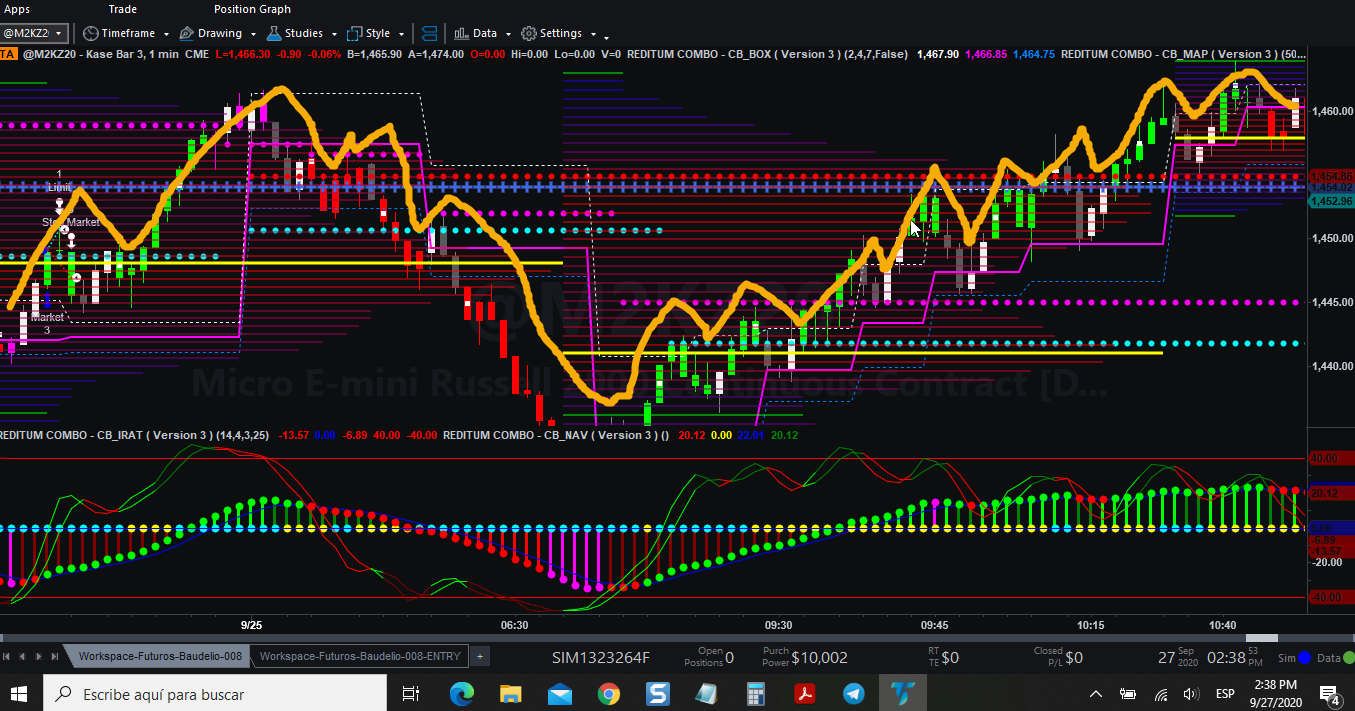 Apps Trade Position Graph
@M2KZ20 Timeframe Drawing Studies Style Data Settings
TA @M2KZ20 - Kase Bar 3, 1 min CME L=1,466.30 -0.90 -0.06% B=1,465.90 A=1,474.00 O=0.00 Hi=0.00 Lo=0.00 V=0 REDITUM COMBO - CB_BOX ( Version 3 ) (2,4,7,False) 1,467.90 1,466.85 1,464.75 REDITUM COMBO - CB_MAP ( Version 3 ) (50...
1,460.00
1
Limit
1,454.02
1,452.96
Market
1,450.00
1,445.00
Market
3
@M2KZ
Micro E-mini Russell
Contract [D...
1,440.00
REDITUM COMBO - CB_IRAT ( Version 3 ) (14,4,3,25) -13.57 0.00 -6.89 40.00 -40.00 REDITUM COMBO - CB_NAV ( Version 3 ) () 20.12 0.00 22.01 20.12
40.00
20.12
0.00
-6.89
-13.57
-20.00
-40.00
9/25 06:30 09:30 09:45 10:15 10:40
Workspace-Futuros-Baudelio-008 Workspace-Futuros-Baudelio-008-ENTRY +
SIM1323264F
Open Positions 0
Purch Power $10,002
RT TE $0
Closed P/L $0
27 Sep 2020 02:38 53 PM
Sim Data
Escribe aquí para buscar
ESP
2:38 PM
9/27/2020
4